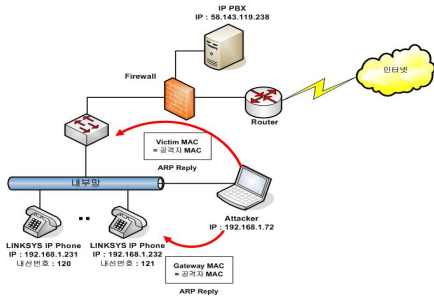 IP PBX
IP : 58.143.119.238
Firewall
인터넷
Router
Victim MAC
= 공격자 MAC
ARP Reply
내부망
Attacker
IP : 192.168.1.72
LINKSYS IP Phone
IP : 192.168.1.231
내선번호 : 120
LINKSYS IP Phone
IP : 192.168.1.232
내선번호 : 121
Gateway MAC
= 공격자 MAC
ARP Reply